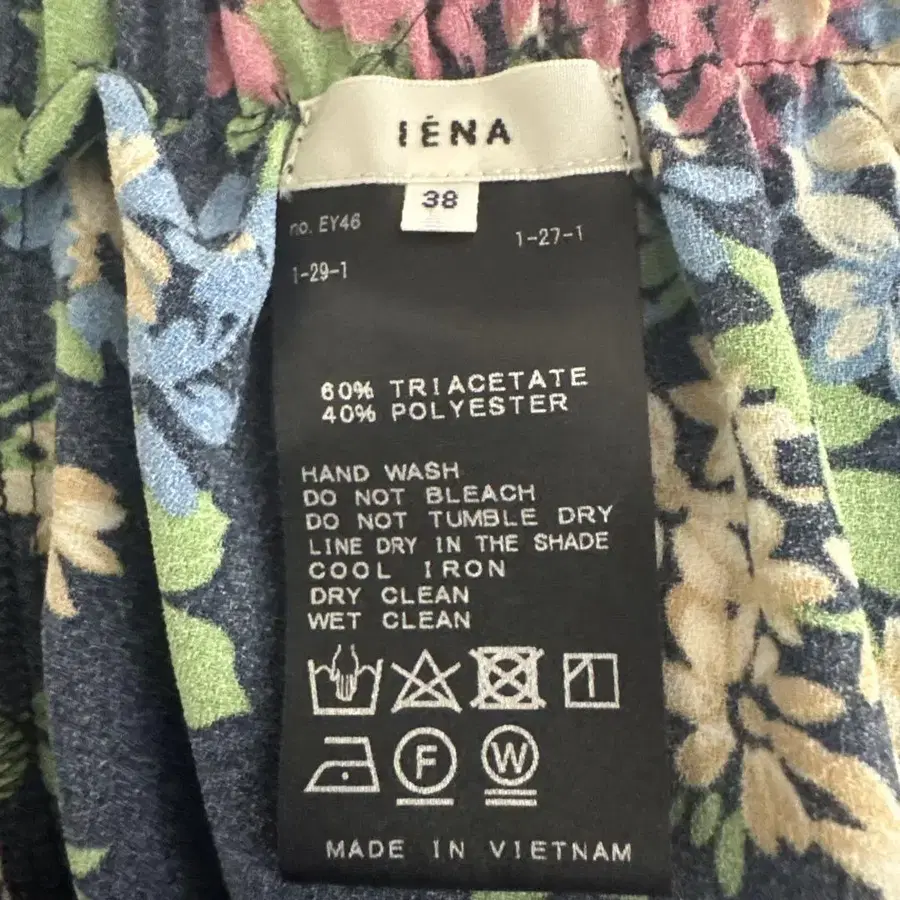 IÉNA
38
no. EY46
1-27-1
1-29-1
60% TRIACETATE
40% POLYESTER
HAND WASH
DO NOT BLEACH
DO NOT TUMBLE DRY
LINE DRY IN THE SHADE
COOL IRON
DRY CLEAN
WET CLEAN
F
W
MADE IN VIETNAM